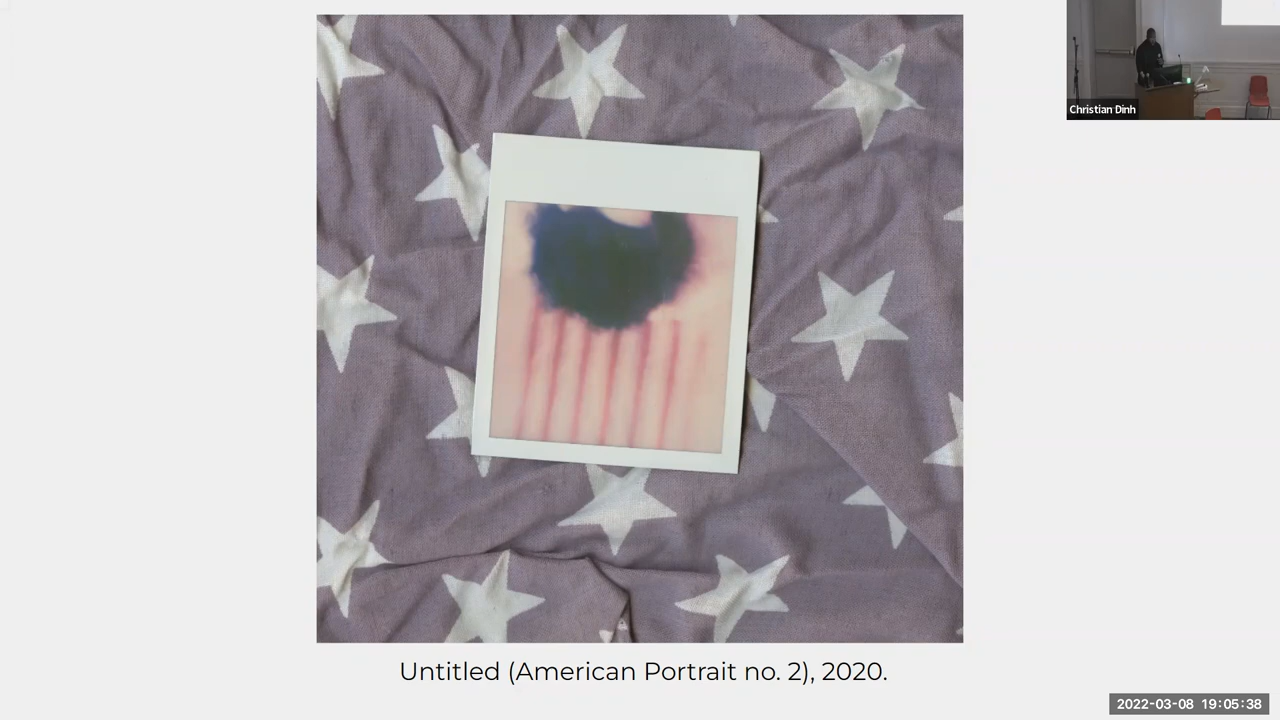 Christian Dinh
Untitled (American Portrait no. 2), 2020.
2022-03-08 19:05:38